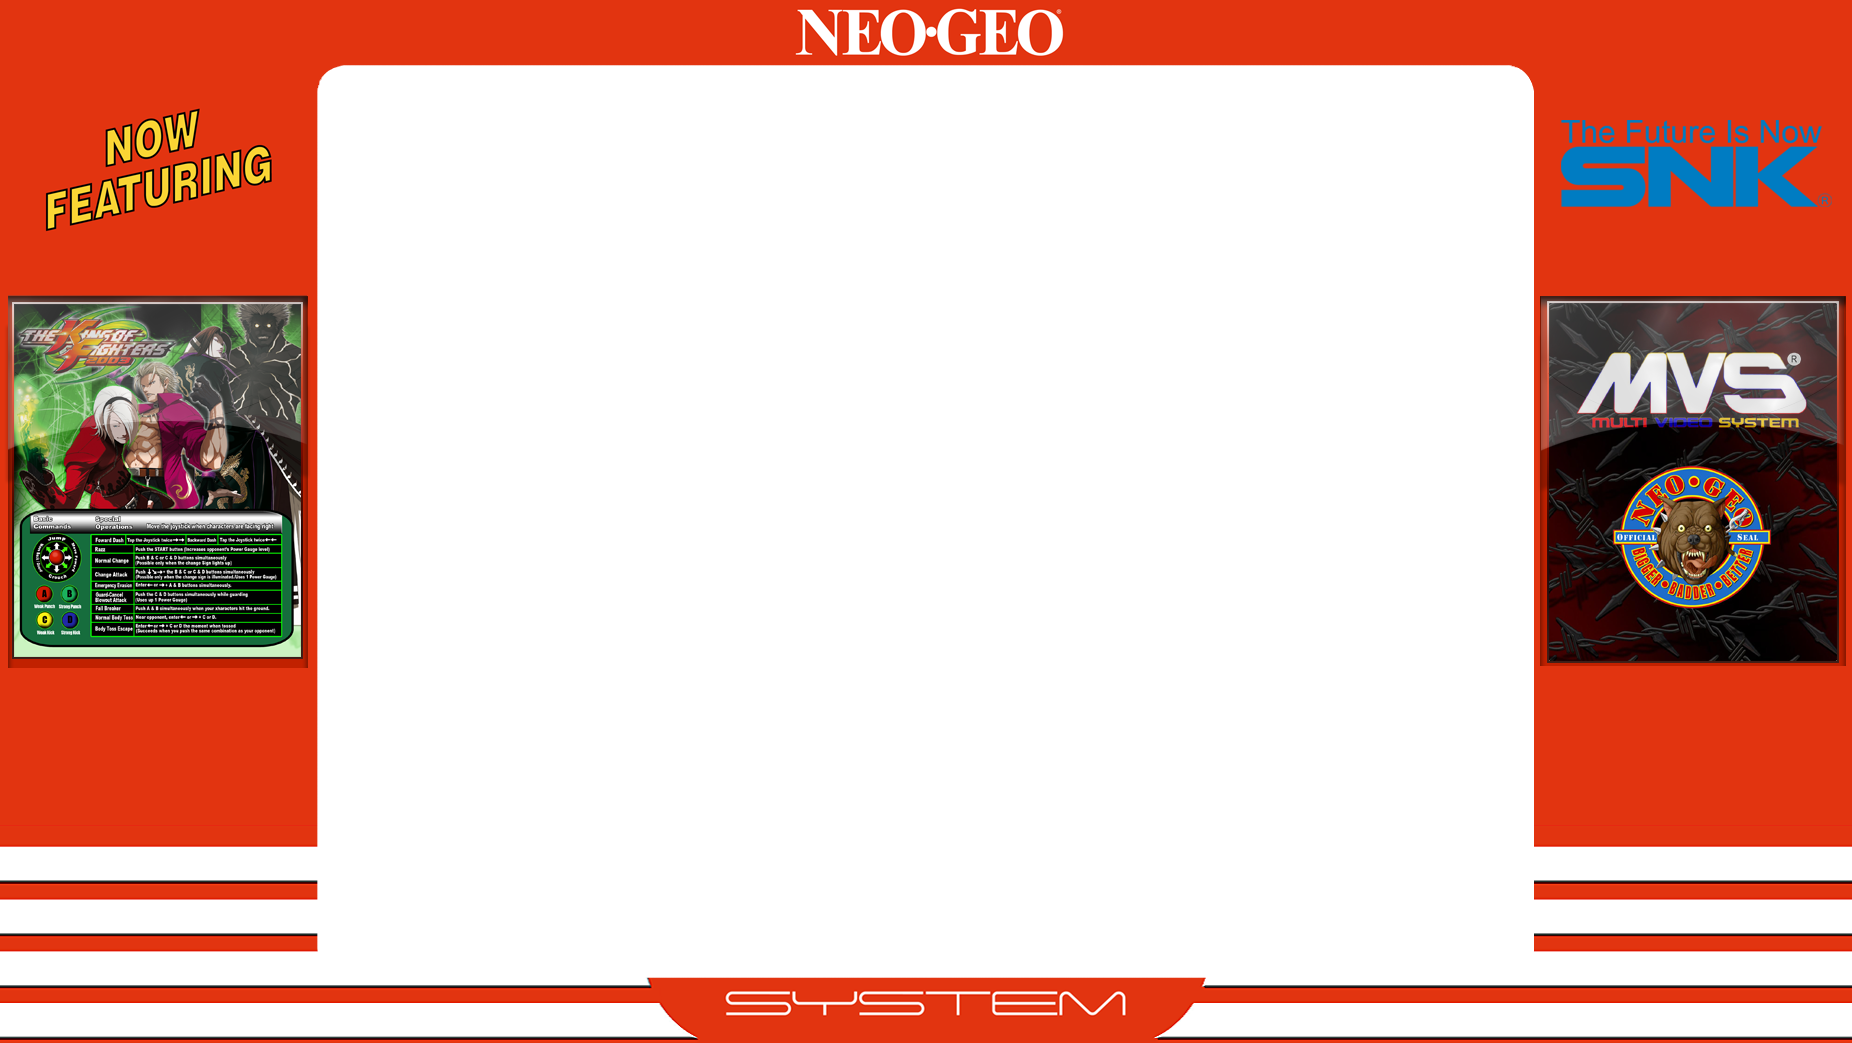 NEO•GEO®
NOW
FEATURING
The Future Is Now
SNK®
THE KING OF
FIGHTERS
2003
Basic
Commands
Special
Operations
Move the joystick when characters are facing right
Jump
Crouch
A
B
Weak Punch
Strong Punch
C
D
Weak Kick
Strong Kick
Foward Dash
Tap the Joystick twice→→
Backward Dash
Tap the Joystick twice←←
Razz
Push the START button (Increases opponent's Power Gauge level)
Normal Change
Push B & C or C & D buttons simultaneously
(Possible only when the change Sign lights up)
Change Attack
Push ↓↘→+ the B & C or C & D buttons simultaneously
(Possible only when the change sign is illuminated/Uses 1 Power Gauge)
Emergency Evasion
Enter ← or → + A & B buttons simultaneously.
Guard-Cancel
Blowout Attack
Push the C & D buttons simultaneously while guarding
(Uses up 1 Power Gauge)
Fall Breaker
Push A & B simultaneously when your xharacters hit the ground.
Normal Body Toss
Near opponent, enter ← or → + C or D.
Body Toss Escape
Enter ← or → + C or D the moment when tossed
(Succeeds when you push the same combination as your opponent)
MVS®
MULTI VIDEO SYSTEM
NEO•GEO
OFFICIAL SEAL
BIGGER•BADDER•BETTER
SYSTEM